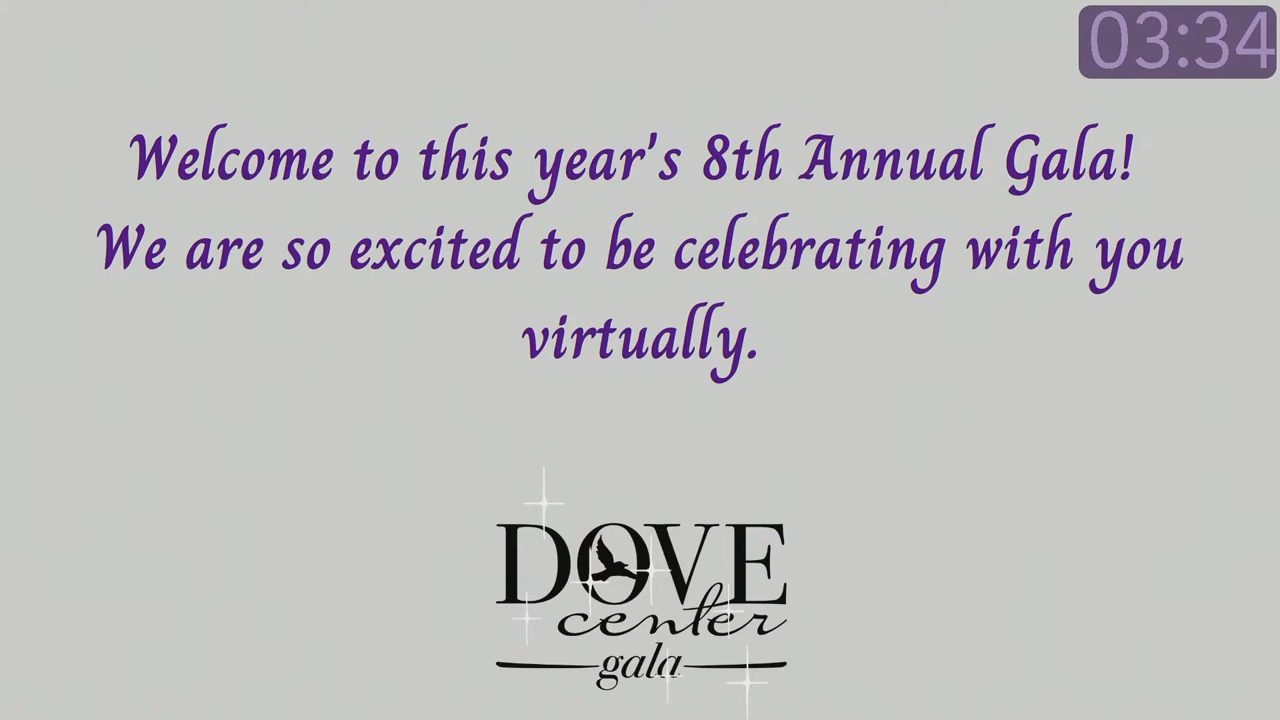 03:34
Welcome to this year's 8th Annual Gala!
We are so excited to be celebrating with you
virtually.
DOVE
center
gala